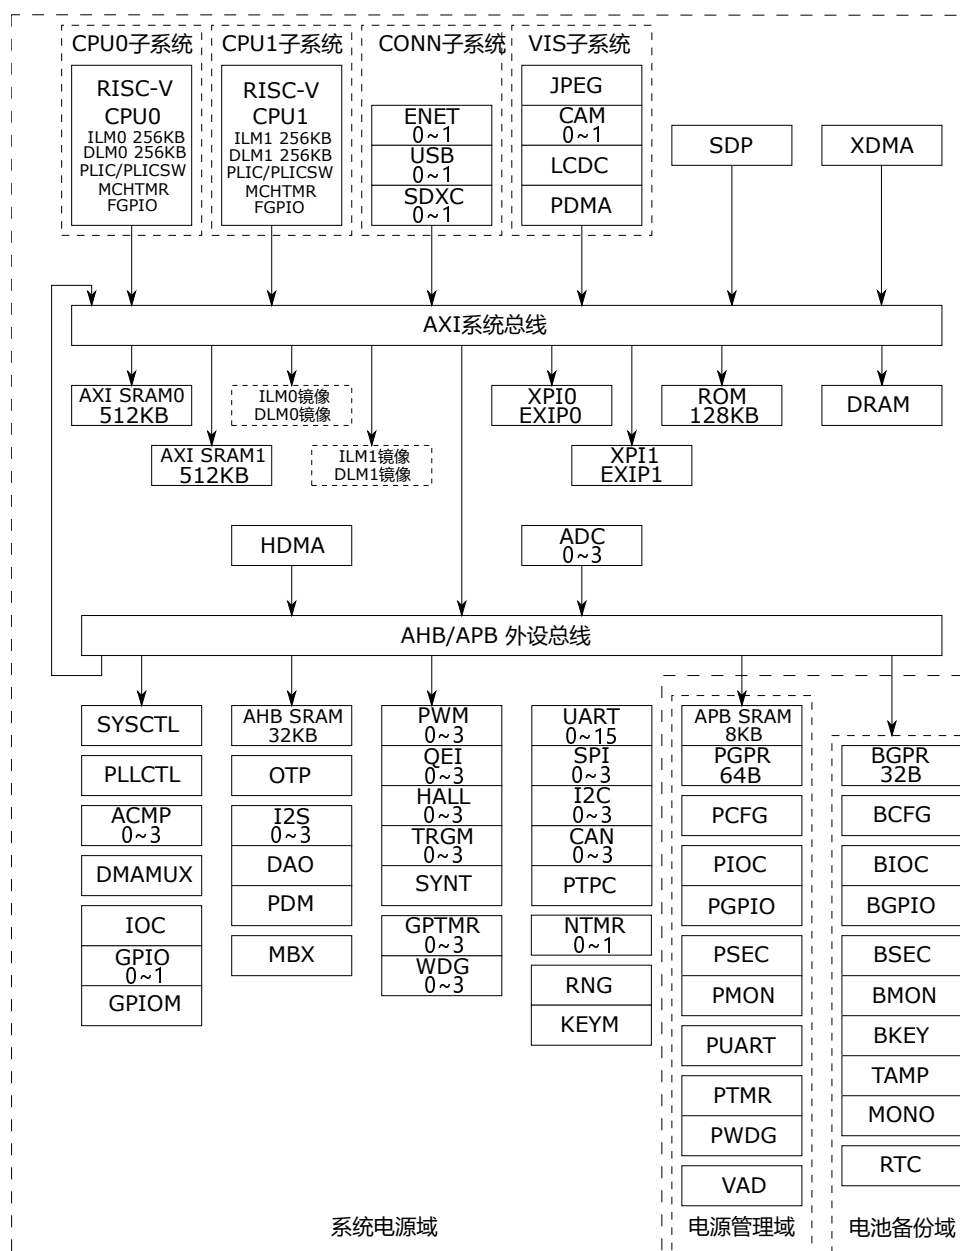 CPU0子系统
RISC-V
CPU0
ILM0 256KB
DLM0 256KB
PLIC/PLICSW
MCHTMR
FGPIO
CPU1子系统
RISC-V
CPU1
ILM1 256KB
DLM1 256KB
PLIC/PLICSW
MCHTMR
FGPIO
CONN子系统
ENET
0~1
USB
0~1
SDXC
0~1
VIS子系统
JPEG
CAM
0~1
LCDC
PDMA
SDP
XDMA
AXI系统总线
AXI SRAM0
512KB
AXI SRAM1
512KB
ILM0镜像
DLM0镜像
ILM1镜像
DLM1镜像
XPI0
EXIP0
XPI1
EXIP1
ROM
128KB
DRAM
HDMA
ADC
0~3
AHB/APB 外设总线
SYSCTL
PLLCTL
ACMP
0~3
DMAMUX
IOC
GPIO
0~1
GPIOM
AHB SRAM
32KB
OTP
I2S
0~3
DAO
PDM
MBX
PWM
0~3
QEI
0~3
HALL
0~3
TRGM
0~3
SYNT
GPTMR
0~3
WDG
0~3
UART
0~15
SPI
0~3
I2C
0~3
CAN
0~3
PTPC
NTMR
0~1
RNG
KEYM
APB SRAM
8KB
PGPR
64B
PCFG
PIOC
PGPIO
PSEC
PMON
PUART
PTMR
PWDG
VAD
BGPR
32B
BCFG
BIOC
BGPIO
BSEC
BMON
BKEY
TAMP
MONO
RTC
系统电源域
电源管理域
电池备份域